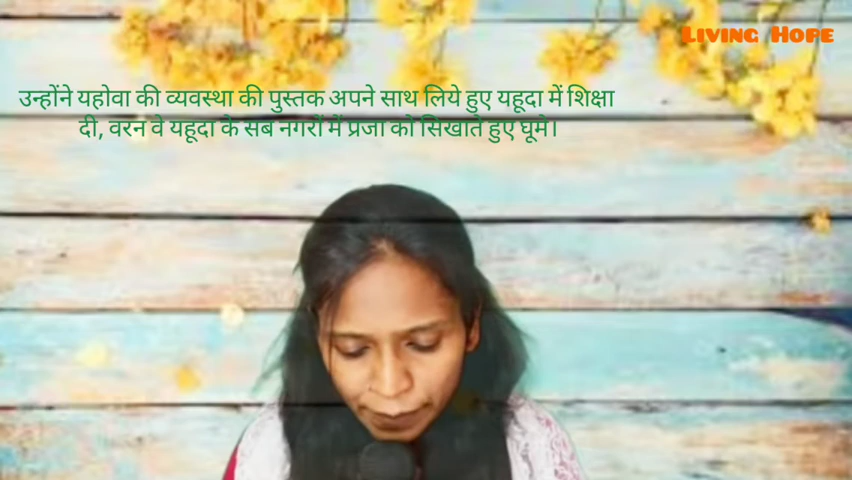 Living Hope
उन्होंने यहोवा की व्यवस्था की पुस्तक अपने साथ लिये हुए यहूदा में शिक्षा
दी, वरन वे यहूदा के सब नगरों में प्रजा को सिखाते हुए घूमे।